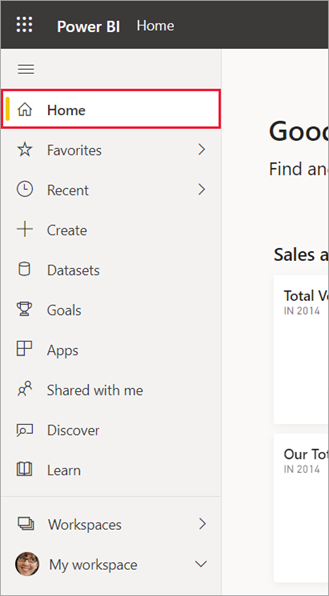 Power BI Home
Home
Good
Favorites
Find an
Recent
Create
Sales a
Datasets
Total V
IN 2014
Goals
Apps
Shared with me
Discover
Our Tot
IN 2014
Learn
Workspaces
My workspace